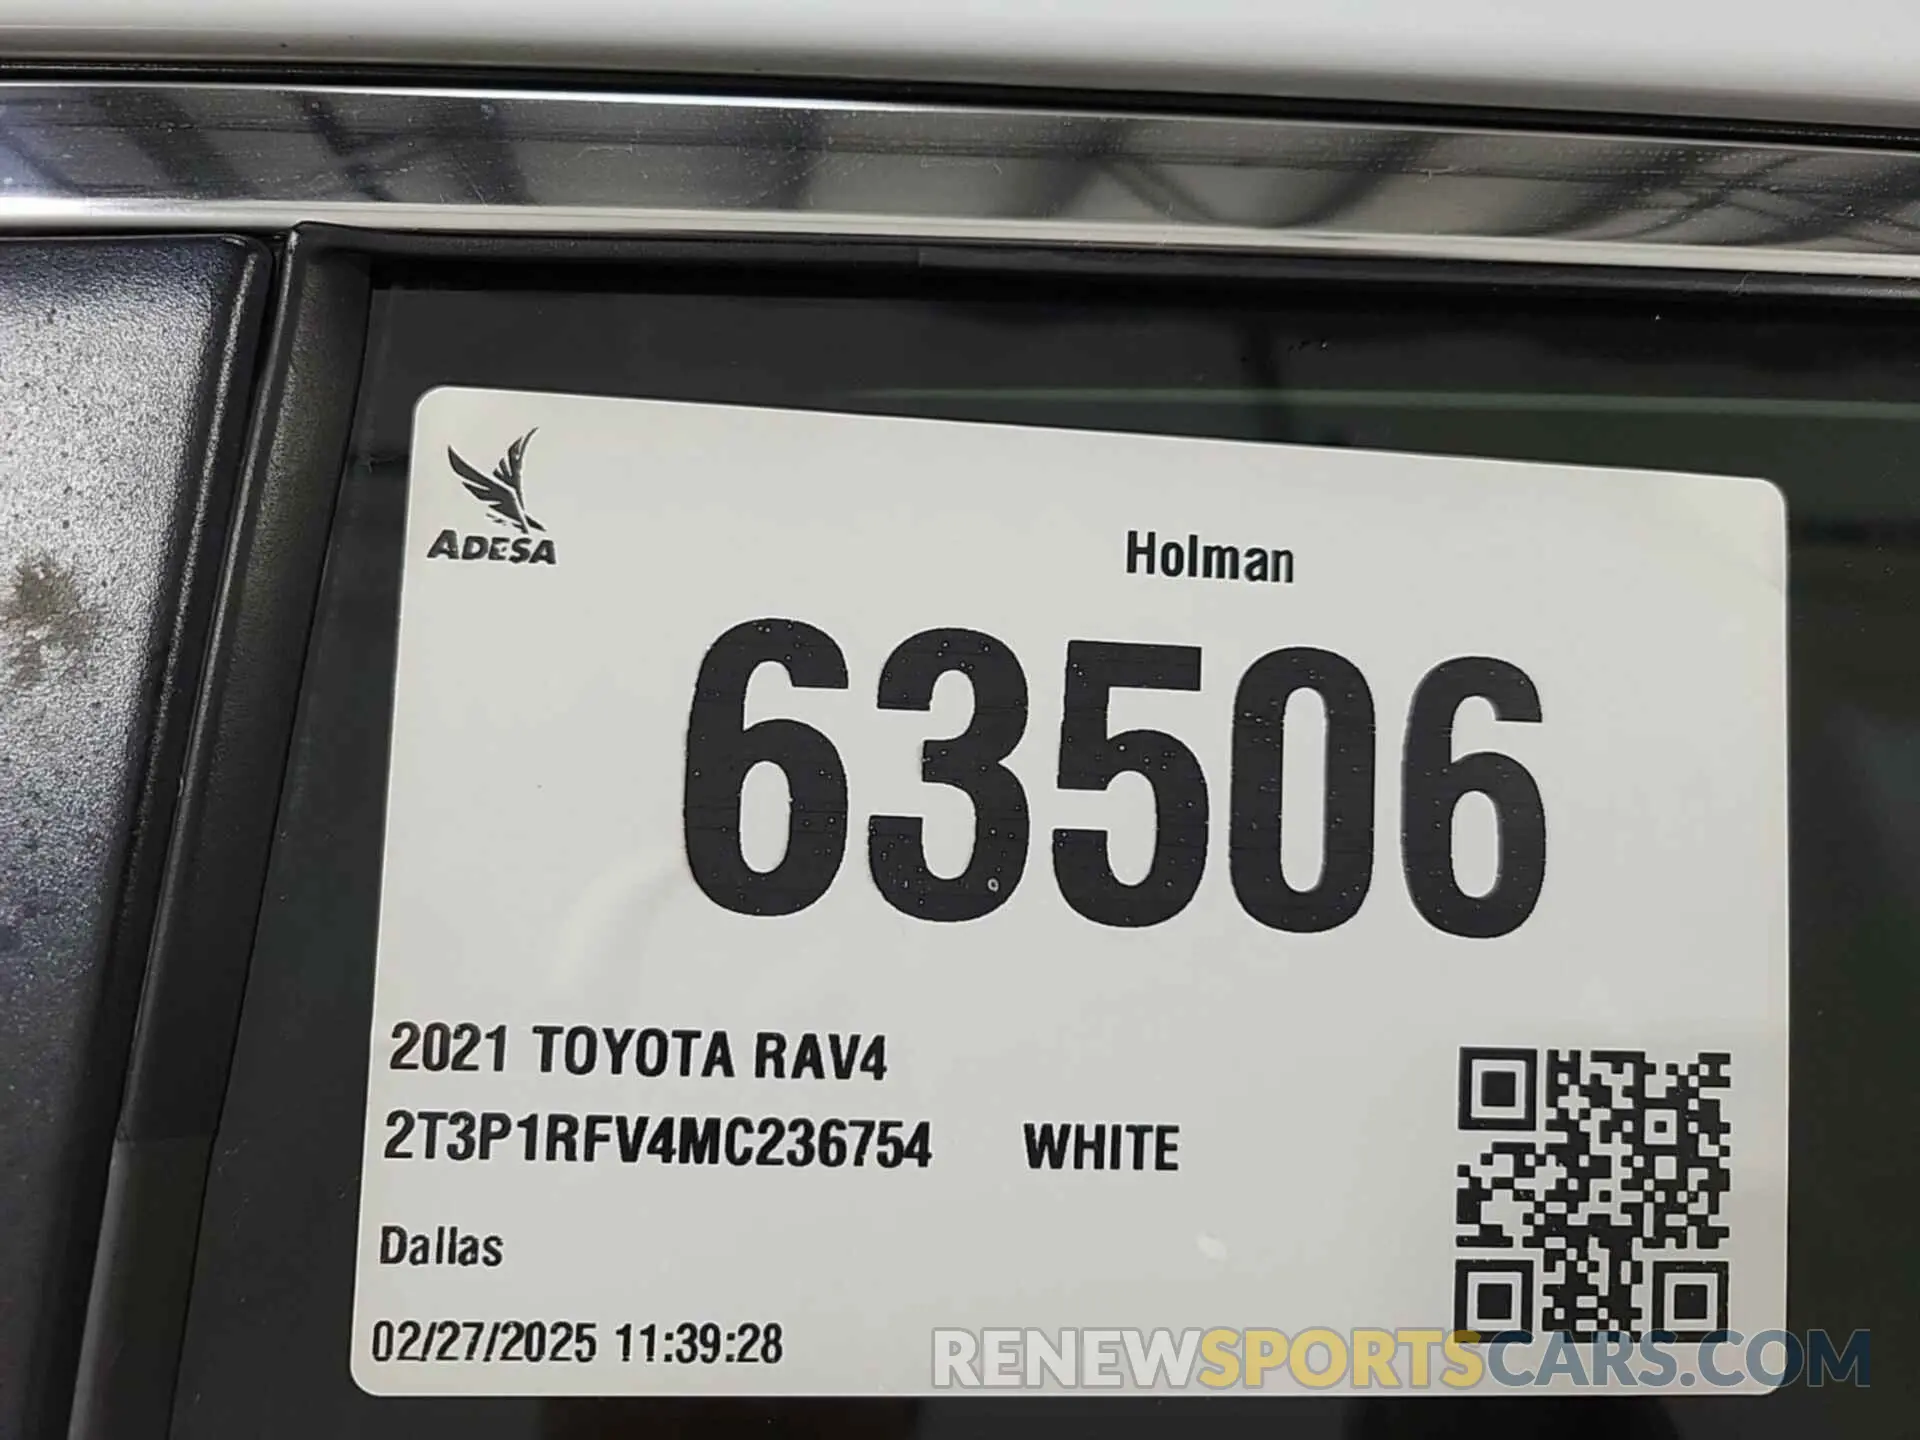 ADESA
Holman
63506
2021 TOYOTA RAV4
2T3P1RFV4MC236754 WHITE
Dallas
02/27/2025 11:39:28
RENEWSPORTSCARS.COM